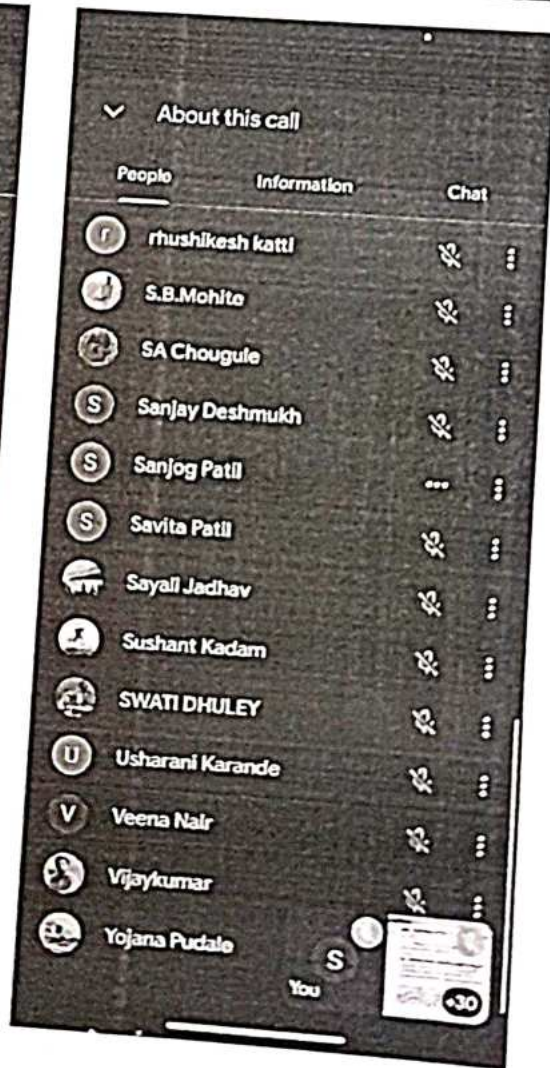 About this call
People Information Chat
r rhushikesh katti
S.B.Mohite
SA Chougule
S Sanjay Deshmukh
S Sanjog Patil
S Savita Patil
Sayali Jadhav
Sushant Kadam
SWATI DHULEY
U Usharani Karande
V Veena Nair
Vijaykumar
Yojana Pudale
S
You
+30